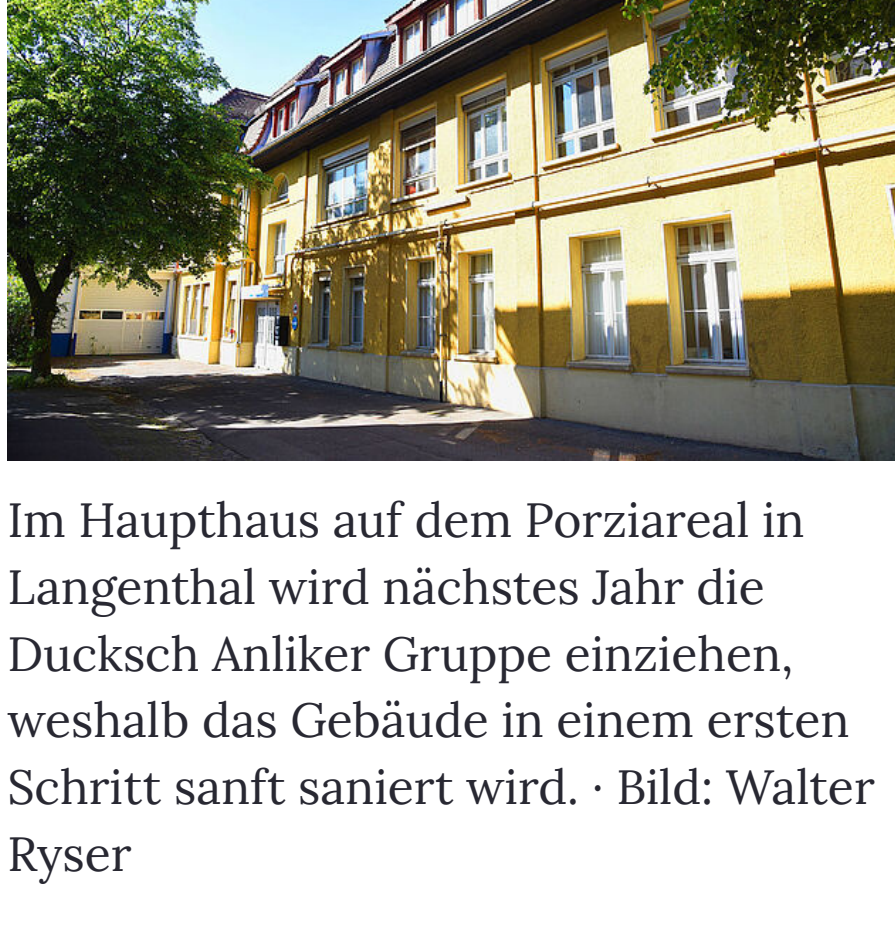 Im Haupthaus auf dem Porziareal in
Langenthal wird nächstes Jahr die
Ducksch Anliker Gruppe einziehen,
weshalb das Gebäude in einem ersten
Schritt sanft saniert wird. · Bild: Walter
Ryser